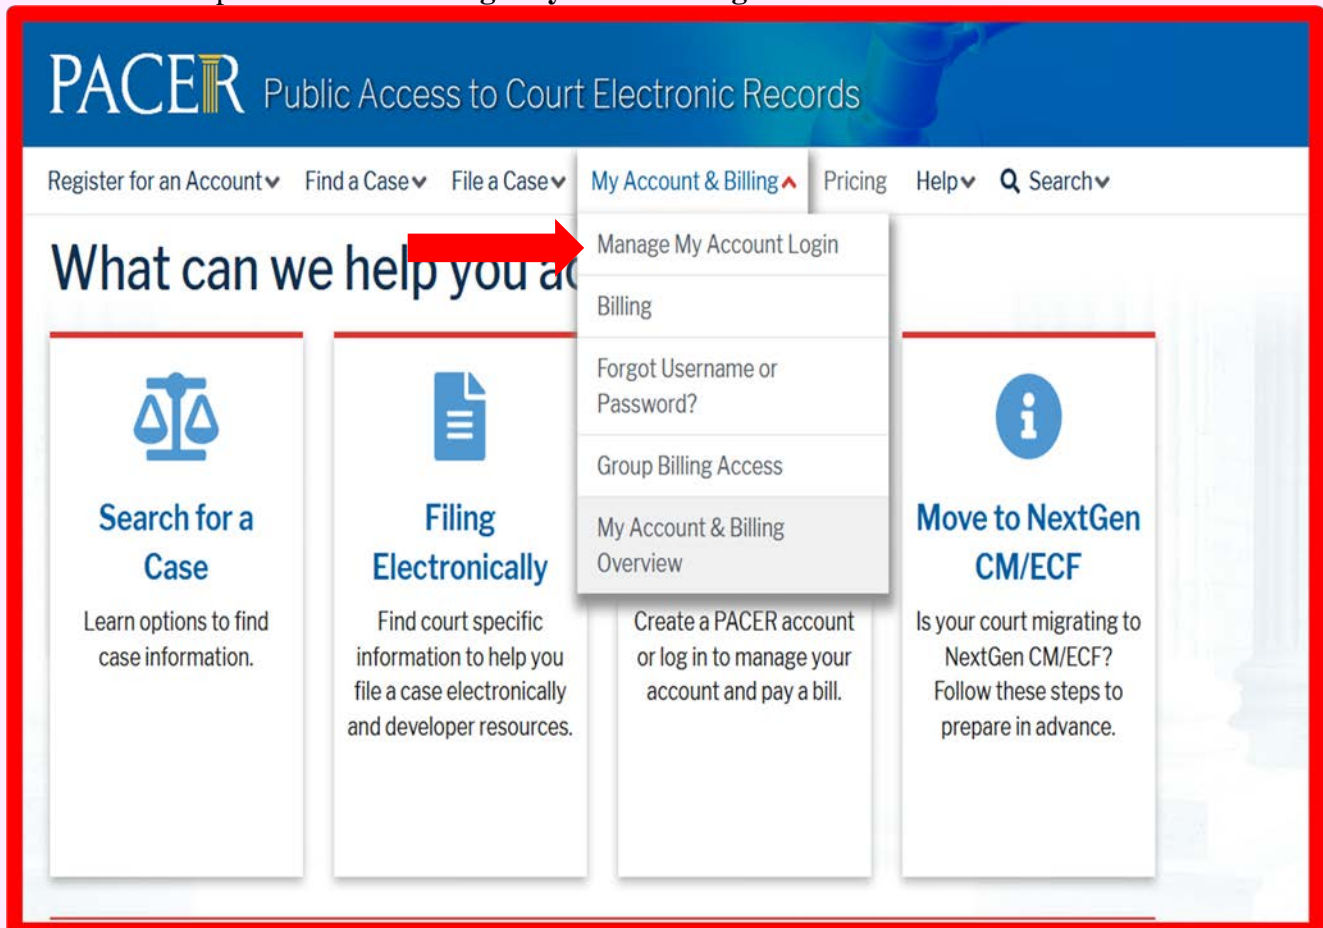 PACER Public Access to Court Electronic Records
Register for an Account Find a Case File a Case My Account & Billing Pricing Help Search
What can we help you
Manage My Account Login
Billing
Forgot Username or
Password?
Group Billing Access
My Account & Billing
Overview
Search for a
Case
Learn options to find
case information.
Filing
Electronically
Find court specific
information to help you
file a case electronically
and developer resources.
Create a PACER account
or log in to manage your
account and pay a bill.
Move to NextGen
CM/ECF
Is your court migrating to
NextGen CM/ECF?
Follow these steps to
prepare in advance.